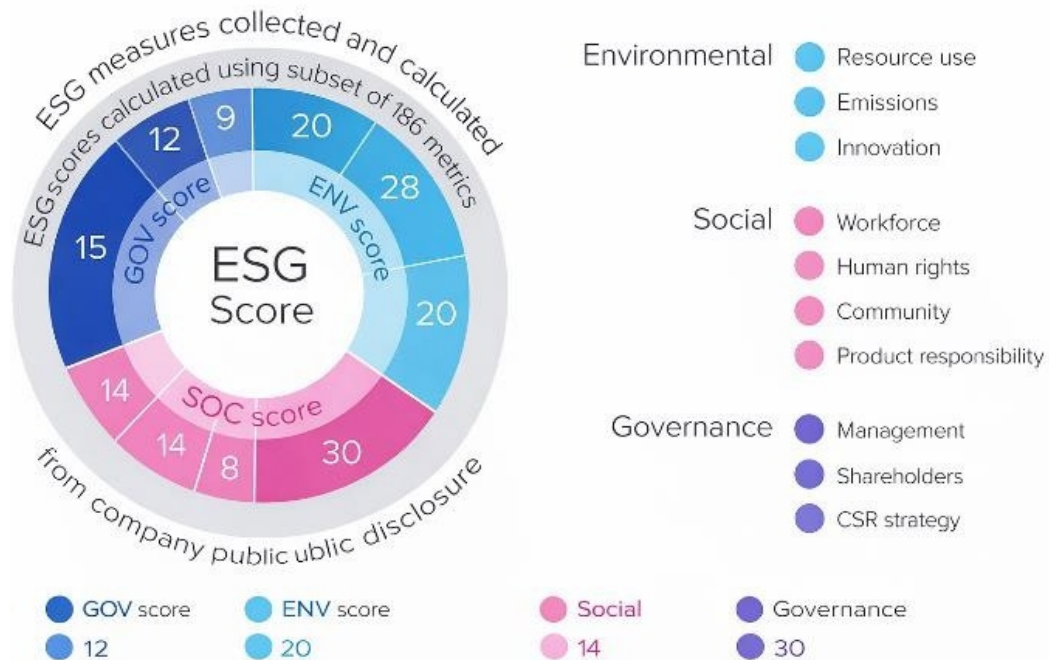 ESG measures collected and calculated
ESG scores calculated using subset of 186 metrics
12
9
20
28
20
30
8
14
14
15
GOV score
ENV score
SOC score
ESG
Score
from company public ublic disclosure
Environmental
Resource use
Emissions
Innovation
Social
Workforce
Human rights
Community
Product responsibility
Governance
Management
Shareholders
CSR strategy
GOV score
ENV score
Social
Governance
12
20
14
30